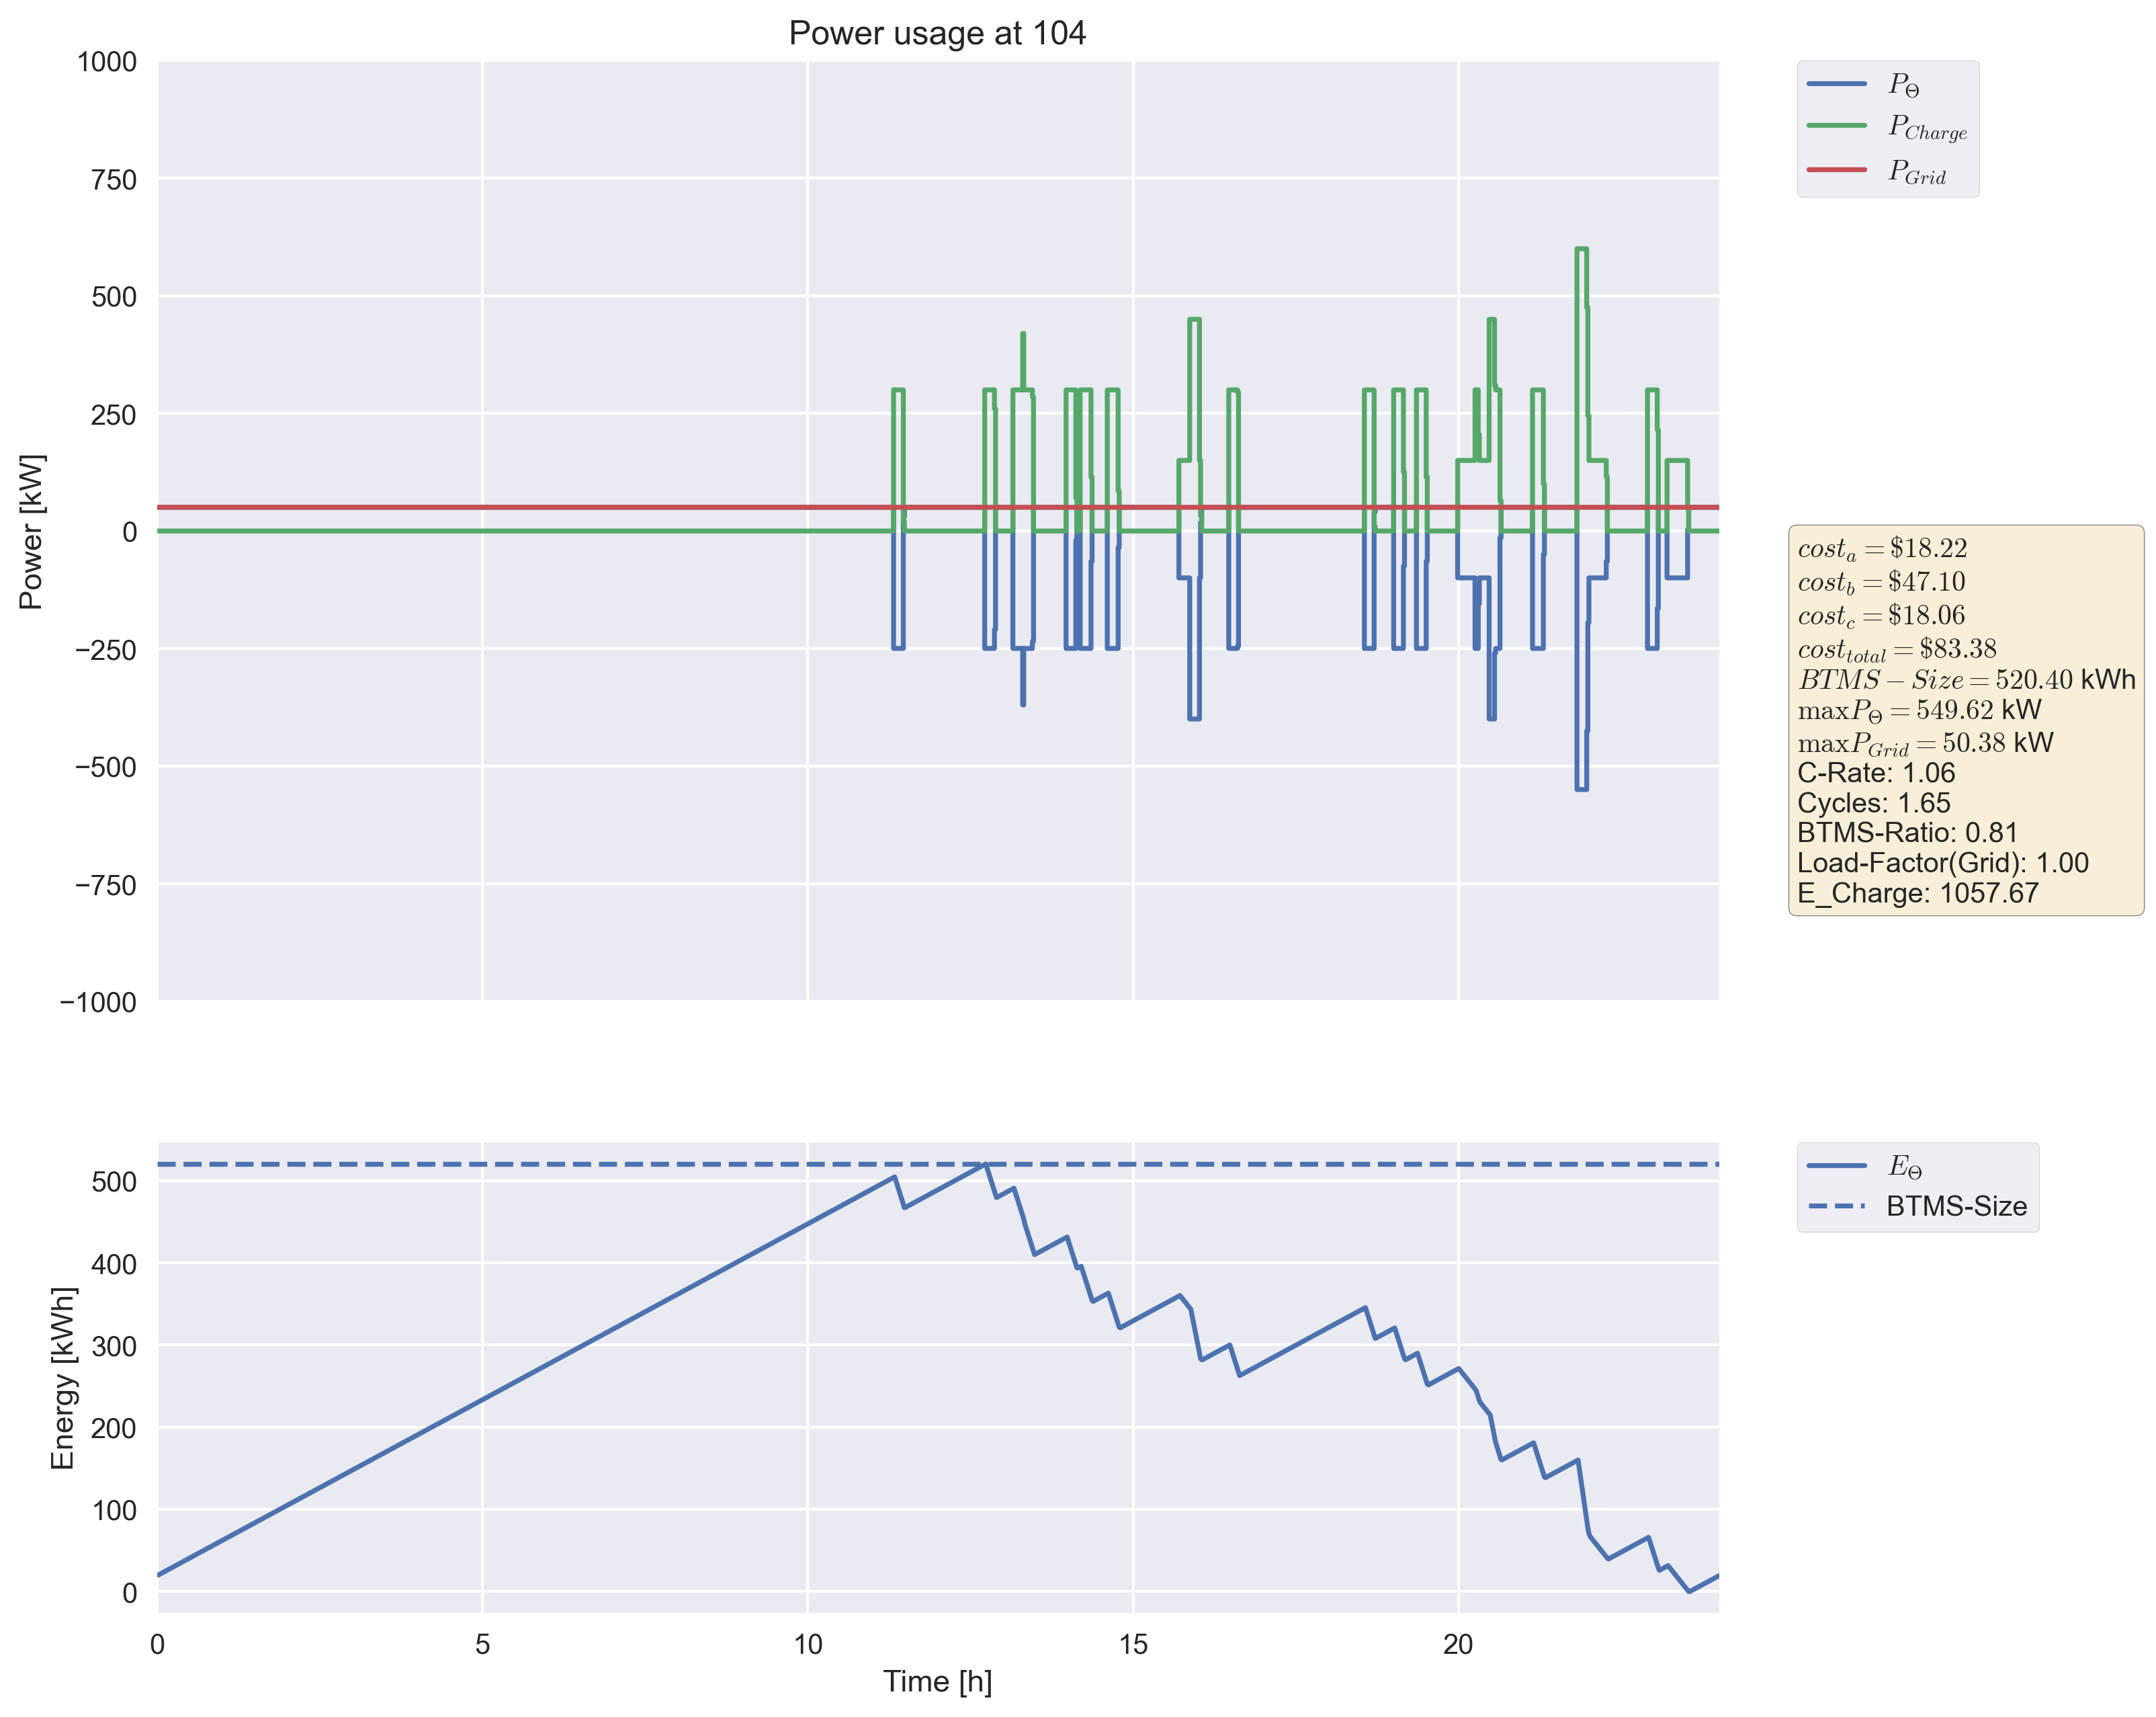 Power usage at 104
1000
750
500
250
0
−250
−500
−750
−1000
Power [kW]
P_Θ
P_Charge
P_Grid
cost_a = $18.22
cost_b = $47.10
cost_c = $18.06
cost_total = $83.38
BTMS − Size = 520.40 kWh
maxP_Θ = 549.62 kW
maxP_Grid = 50.38 kW
C-Rate: 1.06
Cycles: 1.65
BTMS-Ratio: 0.81
Load-Factor(Grid): 1.00
E_Charge: 1057.67
500
400
300
200
100
0
Energy [kWh]
E_Θ
BTMS-Size
0 5 10 15 20
Time [h]